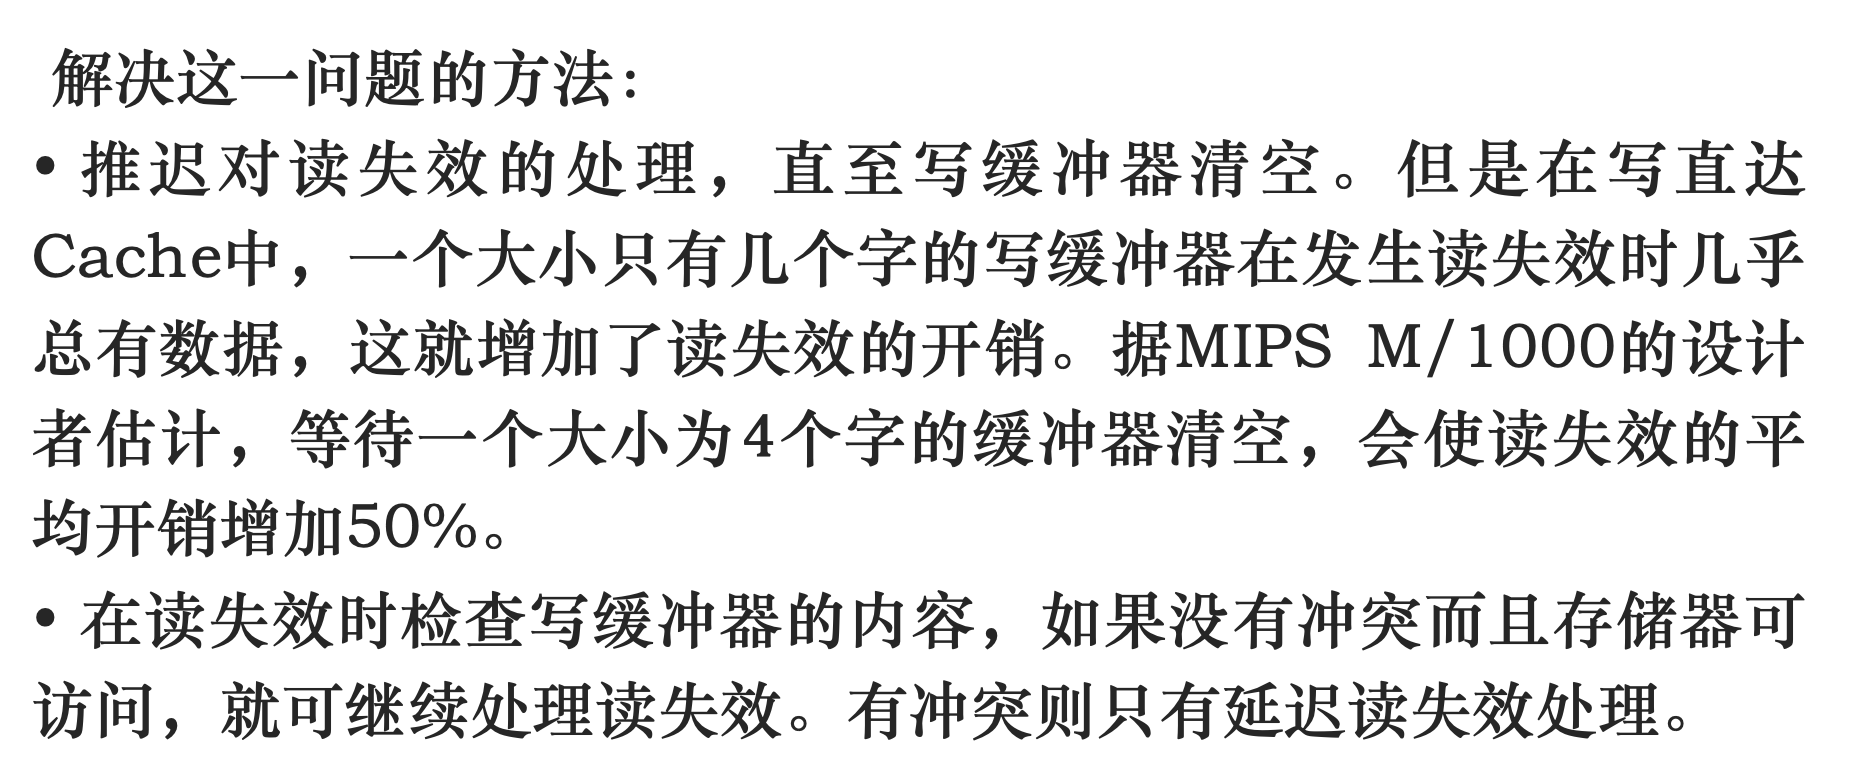 解决这一问题的方法：
• 推迟对读失效的处理，直至写缓冲器清空。但是在写直达
Cache中，一个大小只有几个字的写缓冲器在发生读失效时几乎
总有数据，这就增加了读失效的开销。据MIPS M/1000的设计
者估计，等待一个大小为4个字的缓冲器清空，会使读失效的平
均开销增加50%。
• 在读失效时检查写缓冲器的内容，如果没有冲突而且存储器可
访问，就可继续处理读失效。有冲突则只有延迟读失效处理。